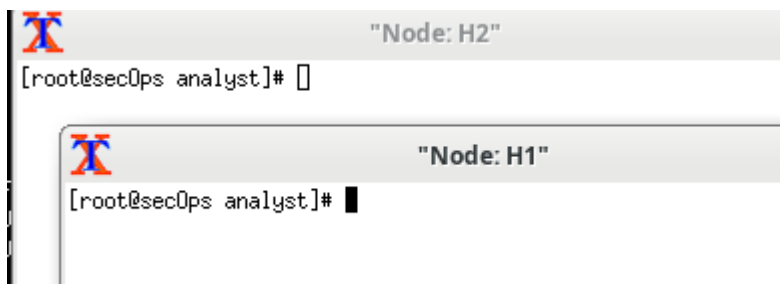 "Node: H2"
[root@secOps analyst]#
"Node: H1"
[root@secOps analyst]#